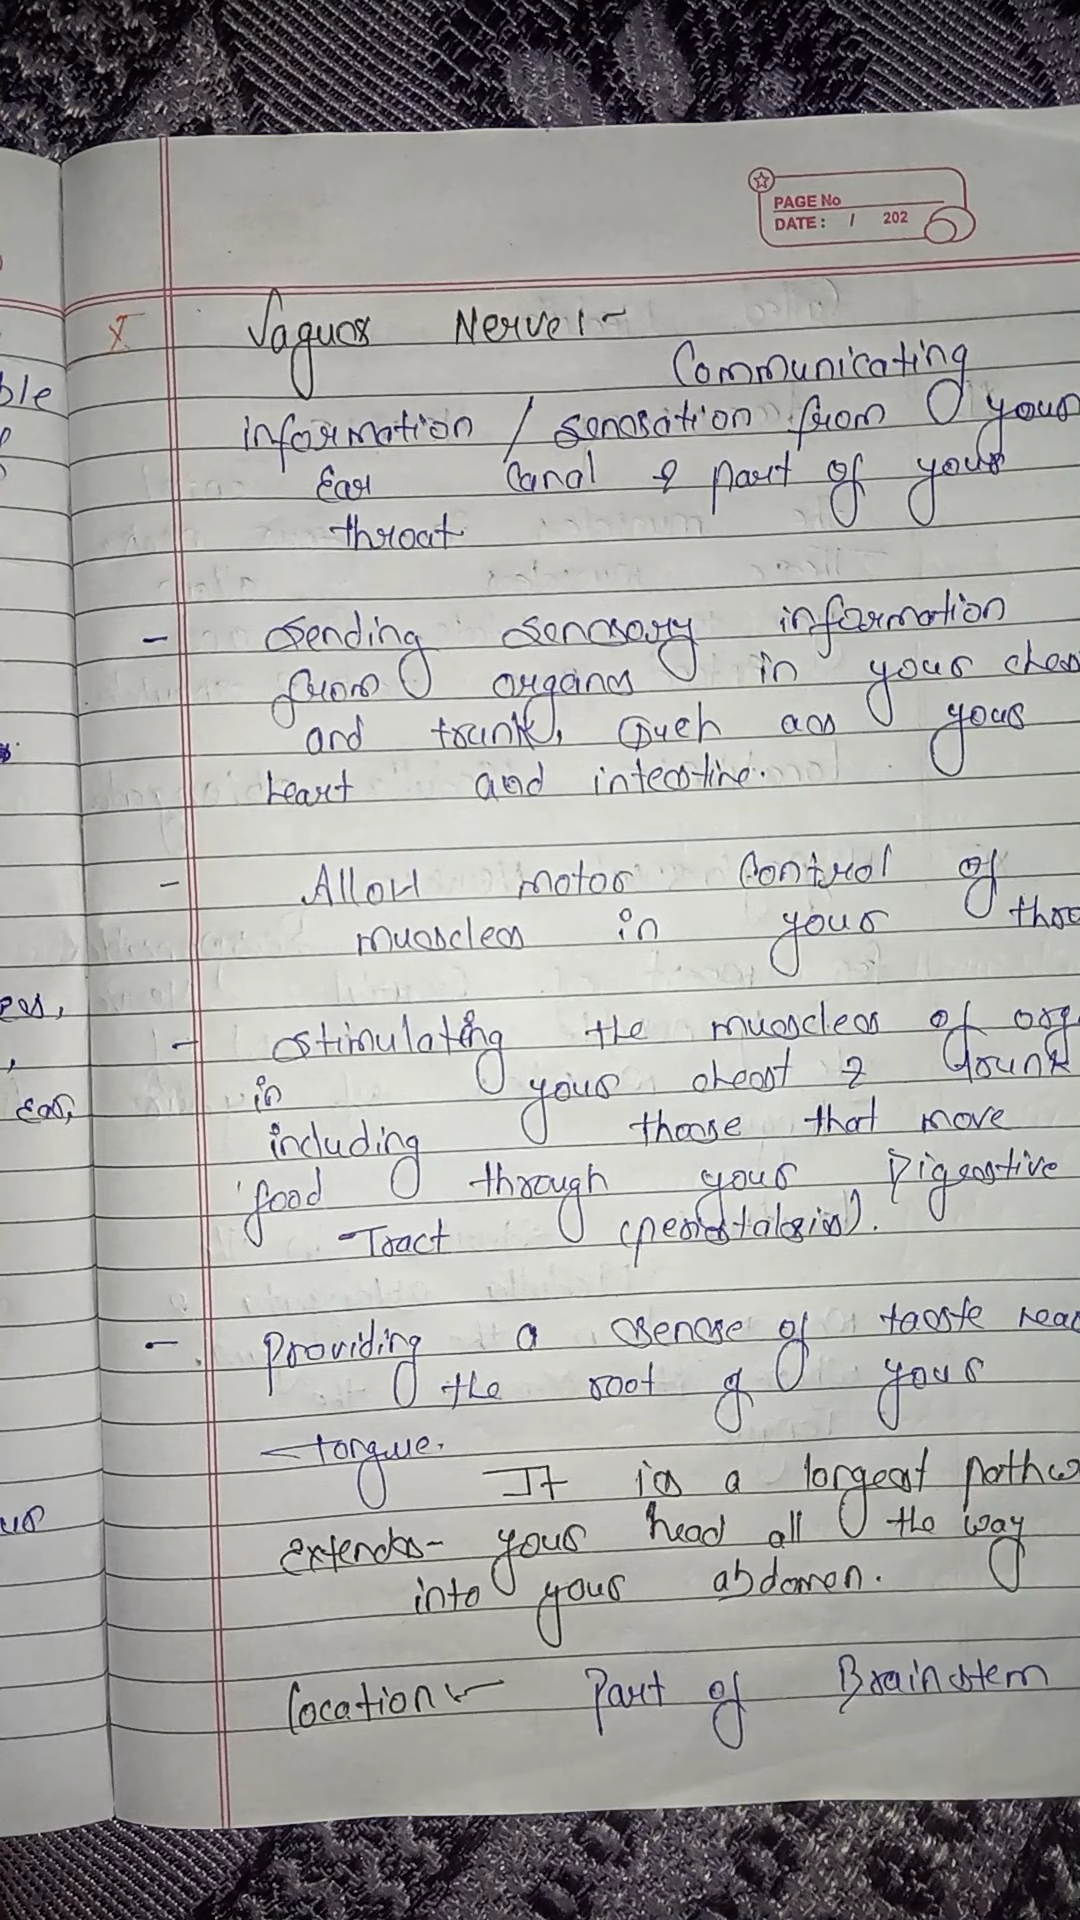 PAGE No
DATE: / 202
X Vagus Nerve :-
Communicating
information / sensation from your
Ear Canal & part of your
throat
- Sending sensory information
from organs in your ches
and trunk, such as your
heart and intestine.
- Allow motor Control of
muscles in your thro
- stimulating the muscles of org
in your chest & trunk
including those that move
food through your Digestive
Tract (peristalsis).
- Providing a sense of taste near
the root of your
tongue.
It is a longest pathw
extends- your head all the way
into your abdomen.
location :- Part of Brainstem
ble
es,
,
Ear,
us